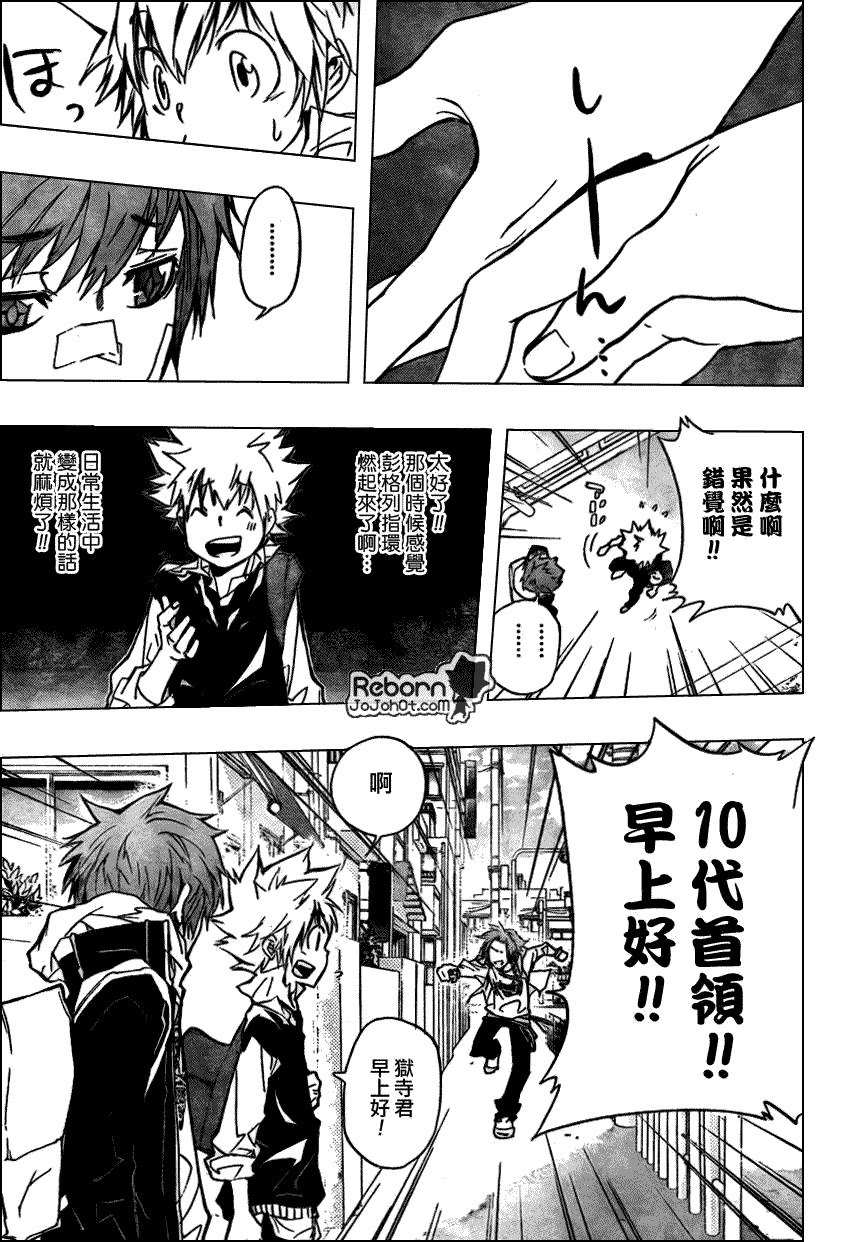 しーん…
ほっ
………
什麼啊
果然是
錯覺啊!!
………
太好了!!
那個時候感覺
彭格列指環
燃起來了啊…
日常生活中
變成那樣的話
就麻煩了!!
Reborn
JoJoHOt.com
10代首領!!
早上好!!
啊
獄寺君
早上好!